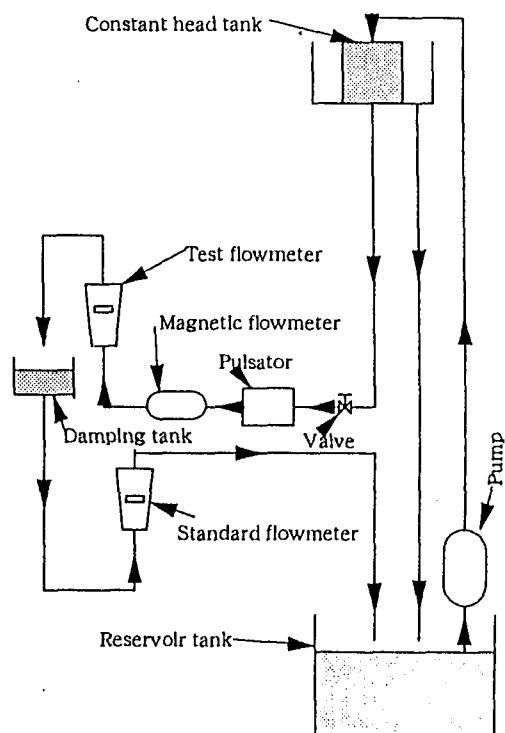 Constant head tank
Test flowmeter
Magnetic flowmeter
Pulsator
Damping tank
Valve
Pump
Standard flowmeter
Reservoir tank